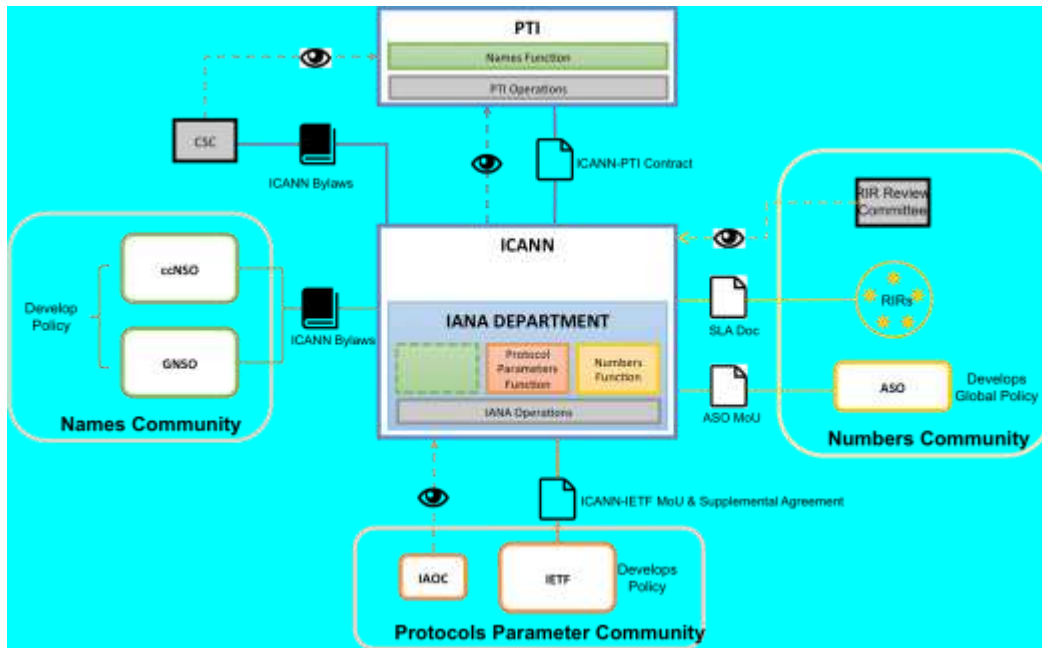 PTI
Names Function
PTI Operations
CSC
ICANN Bylaws
ICANN-PTI Contract
RIR Review
Committee
ICANN
ccNSO
Develop
Policy
GNSO
Names Community
ICANN Bylaws
IANA DEPARTMENT
Protocol
Parameters
Function
Numbers
Function
IANA Operations
SLA Doc
RIRs
ASO MoU
ASO
Develops
Global Policy
Numbers Community
ICANN-IETF MoU & Supplemental Agreement
IAOC
IETF
Develops
Policy
Protocols Parameter Community